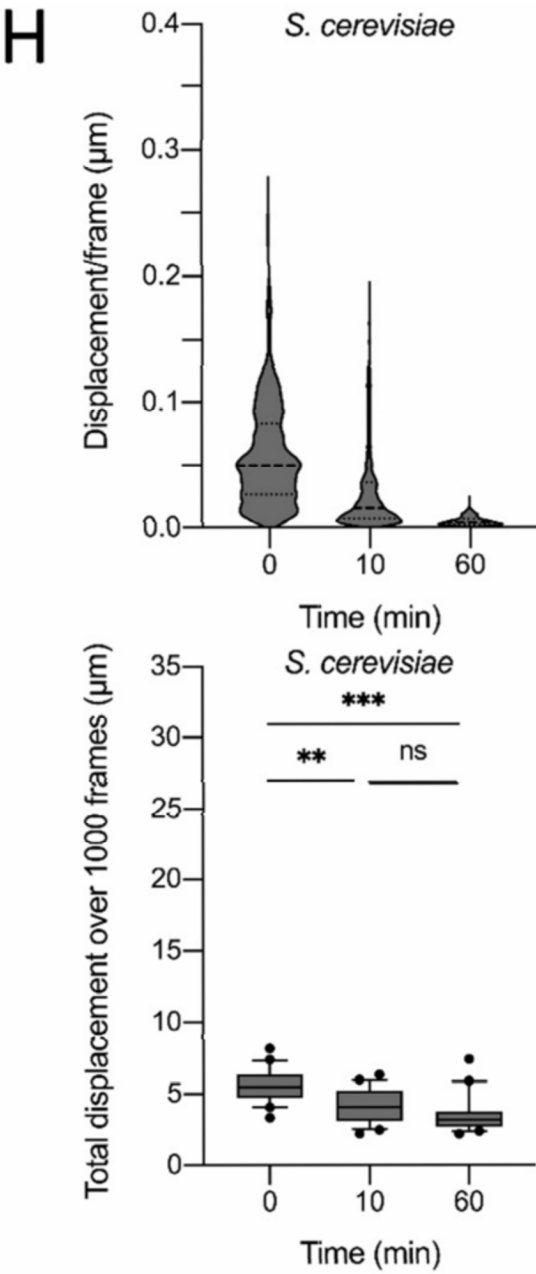 H
S. cerevisiae
Displacement/frame (µm)
0.4
0.3
0.2
0.1
0.0
0 10 60
Time (min)
S. cerevisiae
Total displacement over 1000 frames (µm)
35
30
25
20
15
10
5
0
***
** ns
0 10 60
Time (min)